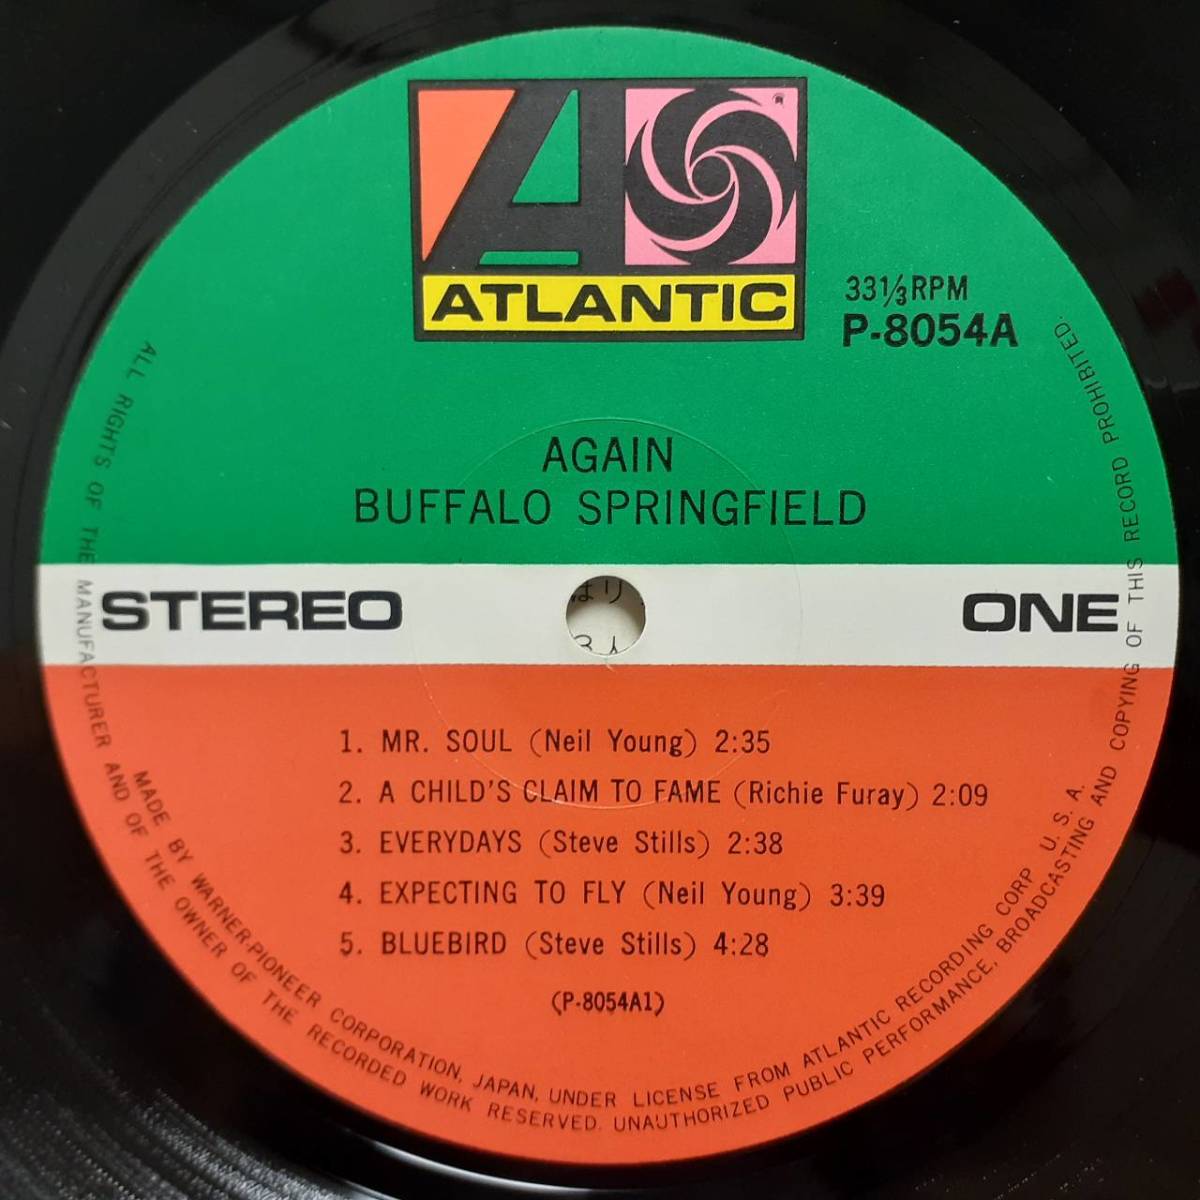 ATLANTIC
33⅓RPM
P-8054A
AGAIN
BUFFALO SPRINGFIELD
STEREO
ONE
1. MR. SOUL (Neil Young) 2:35
2. A CHILD'S CLAIM TO FAME (Richie Furay) 2:09
3. EVERYDAYS (Steve Stills) 2:38
4. EXPECTING TO FLY (Neil Young) 3:39
5. BLUEBIRD (Steve Stills) 4:28
(P-8054A1)
MADE BY WARNER-PIONEER CORPORATION, JAPAN, UNDER LICENSE FROM ATLANTIC RECORDING CORP. U. S. A.
ALL RIGHTS OF THE MANUFACTURER AND OF THE OWNER OF THE RECORDED WORK RESERVED. UNAUTHORIZED PUBLIC PERFORMANCE, BROADCASTING AND COPYING OF THIS RECORD PROHIBITED.